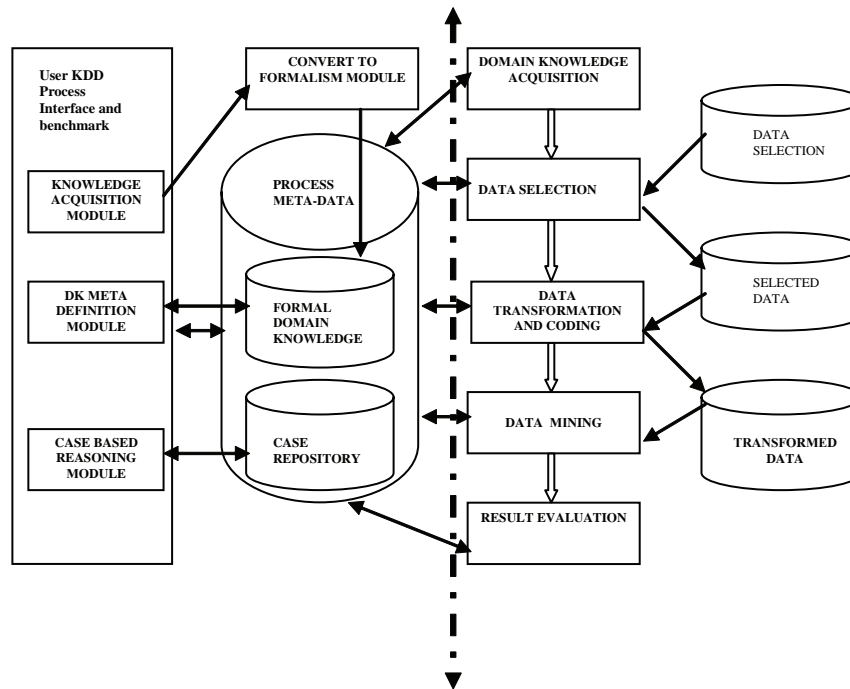 User KDD
Process
Interface and
benchmark
KNOWLEDGE
ACQUISITION
MODULE
DK META
DEFINITION
MODULE
CASE BASED
REASONING
MODULE
CONVERT TO
FORMALISM MODULE
PROCESS
META-DATA
FORMAL
DOMAIN
KNOWLEDGE
CASE
REPOSITORY
DOMAIN KNOWLEDGE
ACQUISITION
DATA SELECTION
DATA
TRANSFORMATION
AND CODING
DATA MINING
RESULT EVALUATION
DATA
SELECTION
SELECTED
DATA
TRANSFORMED
DATA